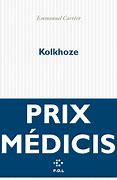 Emmanuel Carrère
Kolkhoze
PRIX
MÉDICIS
P.O.L